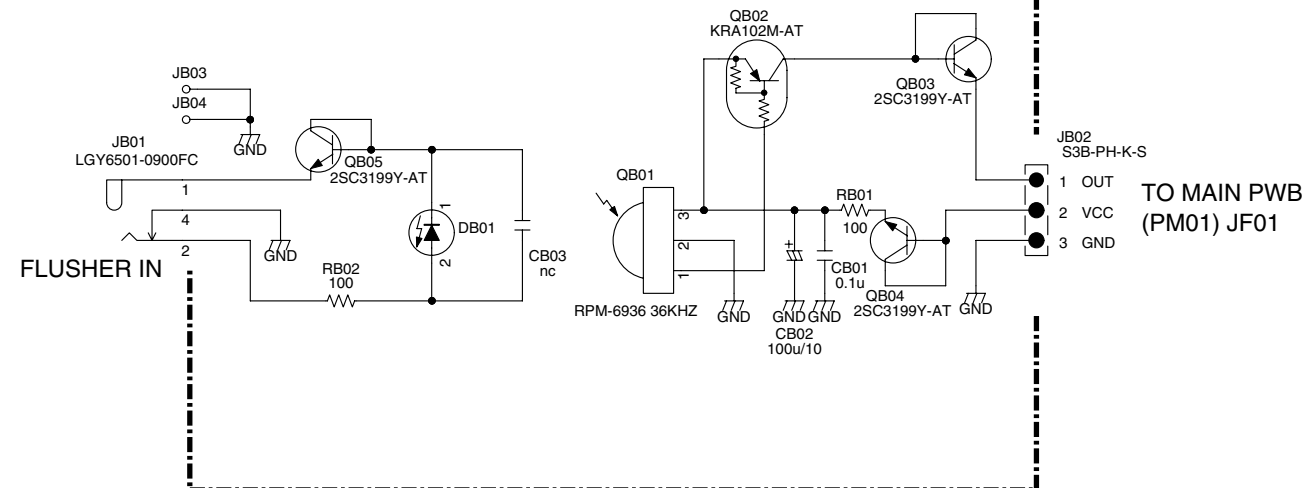 QB02
KRA102M-AT
JB03
JB04
GND
JB01
LGY6501-0900FC
QB05
2SC3199Y-AT
QB03
2SC3199Y-AT
JB02
S3B-PH-K-S
1
4
2
GND
FLUSHER IN
RB02
100
1
2
DB01
CB03
nc
QB01
3
2
1
RPM-6936 36KHZ
GND
+
GND
CB02
100u/10
CB01
0.1u
GND
RB01
100
QB04
2SC3199Y-AT
GND
1 OUT
2 VCC
3 GND
TO MAIN PWB
(PM01) JF01